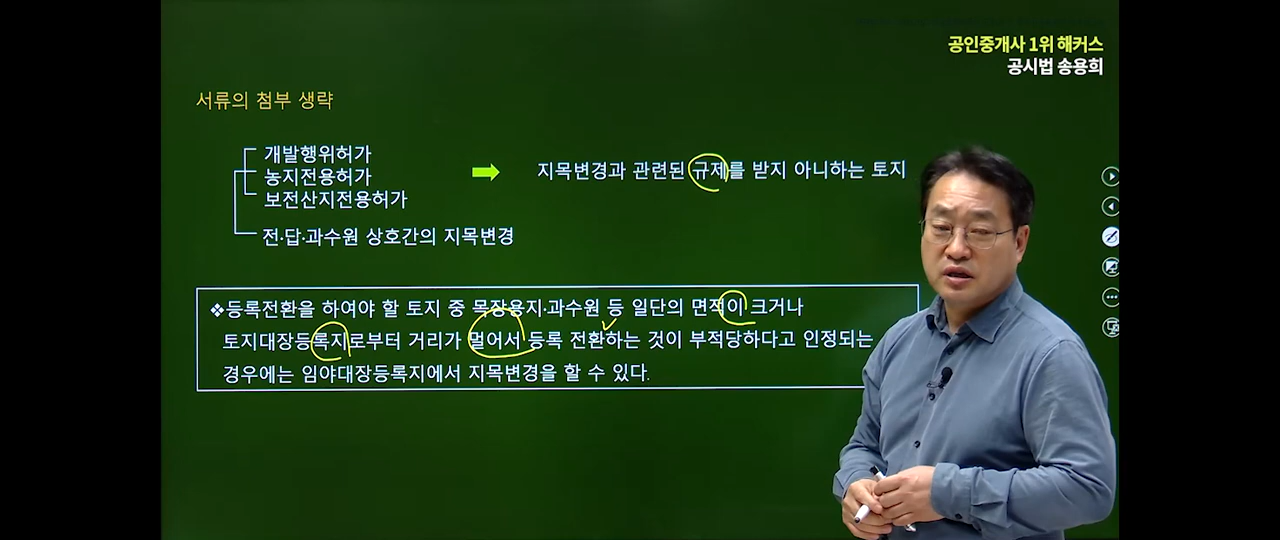 공인중개사 1위 해커스
공시법 송용희
서류의 첨부 생략
개발행위허가
농지전용허가
보전산지전용허가
지목변경과 관련된 규제를 받지 아니하는 토지
전·답·과수원 상호간의 지목변경
❖등록전환을 하여야 할 토지 중 목장용지·과수원 등 일단의 면적이 크거나
토지대장등록지로부터 거리가 멀어서 등록 전환하는 것이 부적당하다고 인정되는
경우에는 임야대장등록지에서 지목변경을 할 수 있다.